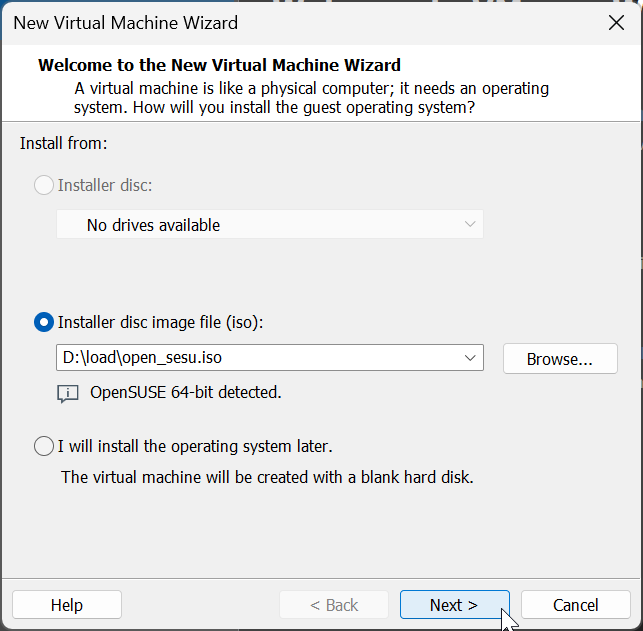 New Virtual Machine Wizard
Welcome to the New Virtual Machine Wizard
A virtual machine is like a physical computer; it needs an operating
system. How will you install the guest operating system?
Install from:
Installer disc:
No drives available
Installer disc image file (iso):
D:\load\open_sesu.iso
Browse...
OpenSUSE 64-bit detected.
I will install the operating system later.
The virtual machine will be created with a blank hard disk.
Help
< Back
Next >
Cancel